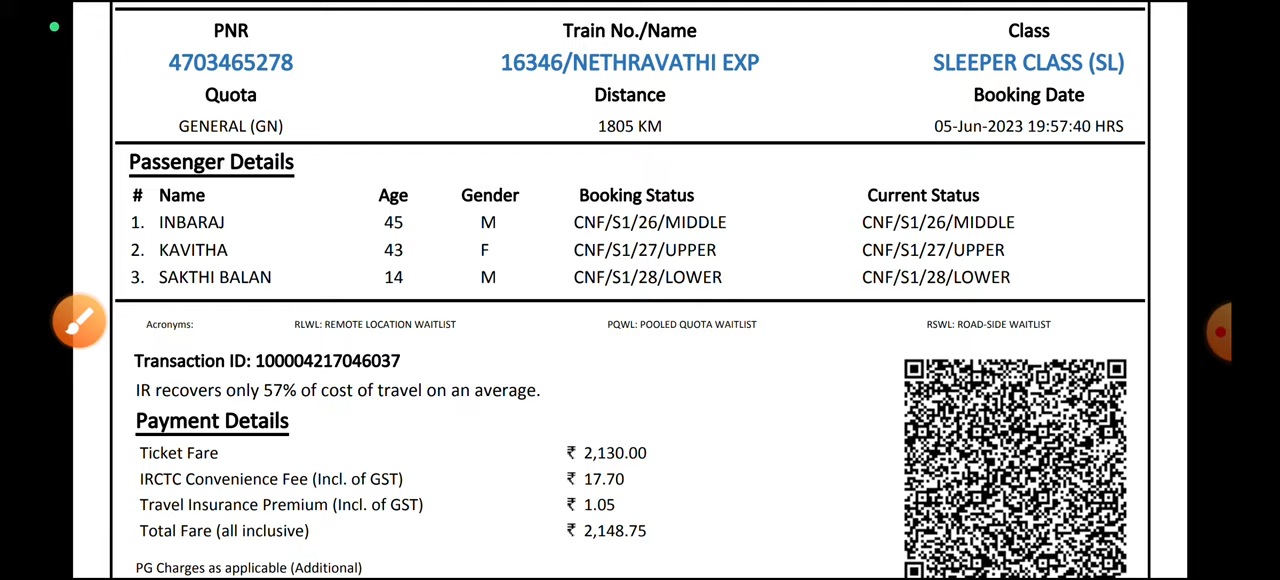 PNR Train No./Name Class
4703465278 16346/NETHRAVATHI EXP SLEEPER CLASS (SL)
Quota Distance Booking Date
GENERAL (GN) 1805 KM 05-Jun-2023 19:57:40 HRS
Passenger Details
# Name Age Gender Booking Status Current Status
1. INBARAJ 45 M CNF/S1/26/MIDDLE CNF/S1/26/MIDDLE
2. KAVITHA 43 F CNF/S1/27/UPPER CNF/S1/27/UPPER
3. SAKTHI BALAN 14 M CNF/S1/28/LOWER CNF/S1/28/LOWER
Acronyms: RLWL: REMOTE LOCATION WAITLIST PQWL: POOLED QUOTA WAITLIST RSWL: ROAD-SIDE WAITLIST
Transaction ID: 100004217046037
IR recovers only 57% of cost of travel on an average.
Payment Details
Ticket Fare ₹ 2,130.00
IRCTC Convenience Fee (Incl. of GST) ₹ 17.70
Travel Insurance Premium (Incl. of GST) ₹ 1.05
Total Fare (all inclusive) ₹ 2,148.75
PG Charges as applicable (Additional)